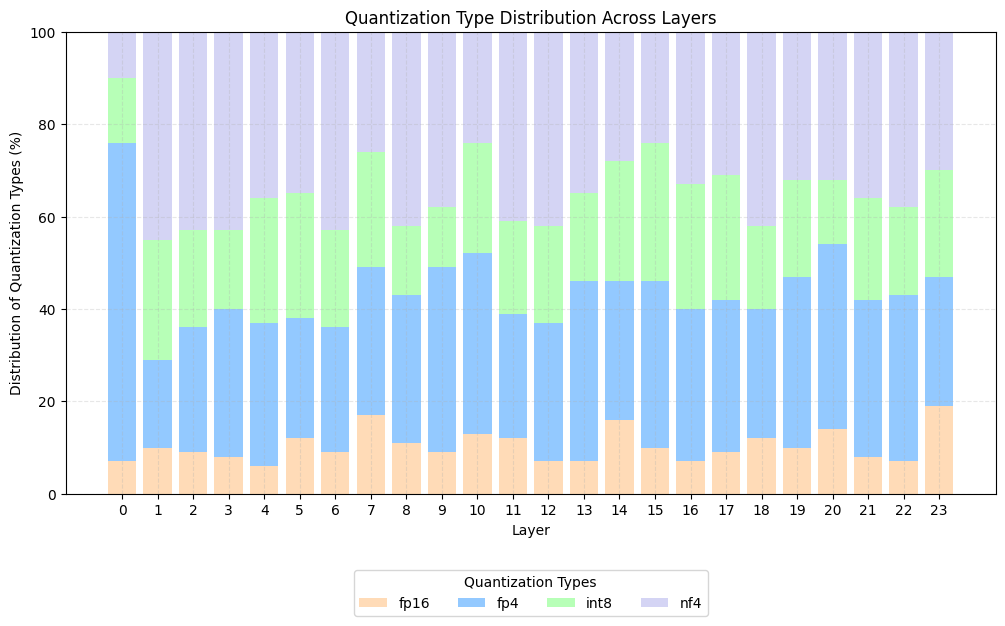 Quantization Type Distribution Across Layers
Distribution of Quantization Types (%)
100
80
60
40
20
0
0 1 2 3 4 5 6 7 8 9 10 11 12 13 14 15 16 17 18 19 20 21 22 23
Layer
Quantization Types
fp16 fp4 int8 nf4